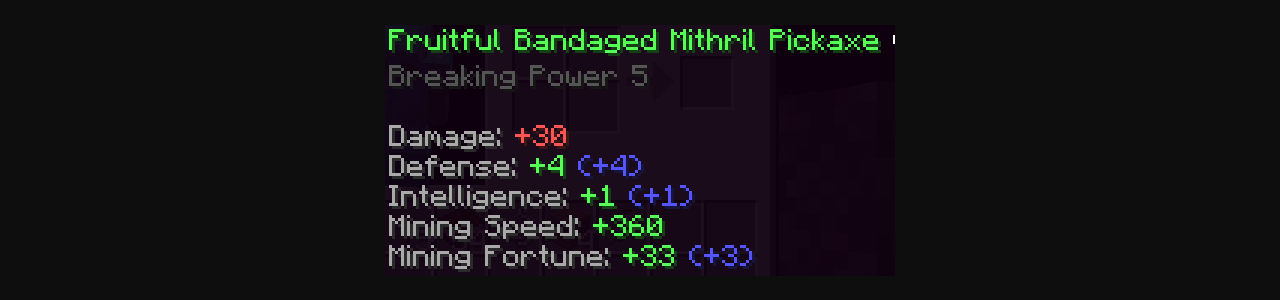 Fruitful Bandaged Mithril Pickaxe
Breaking Power 5
Damage: +30
Defense: +4 (+4)
Intelligence: +1 (+1)
Mining Speed: +360
Mining Fortune: +33 (+3)